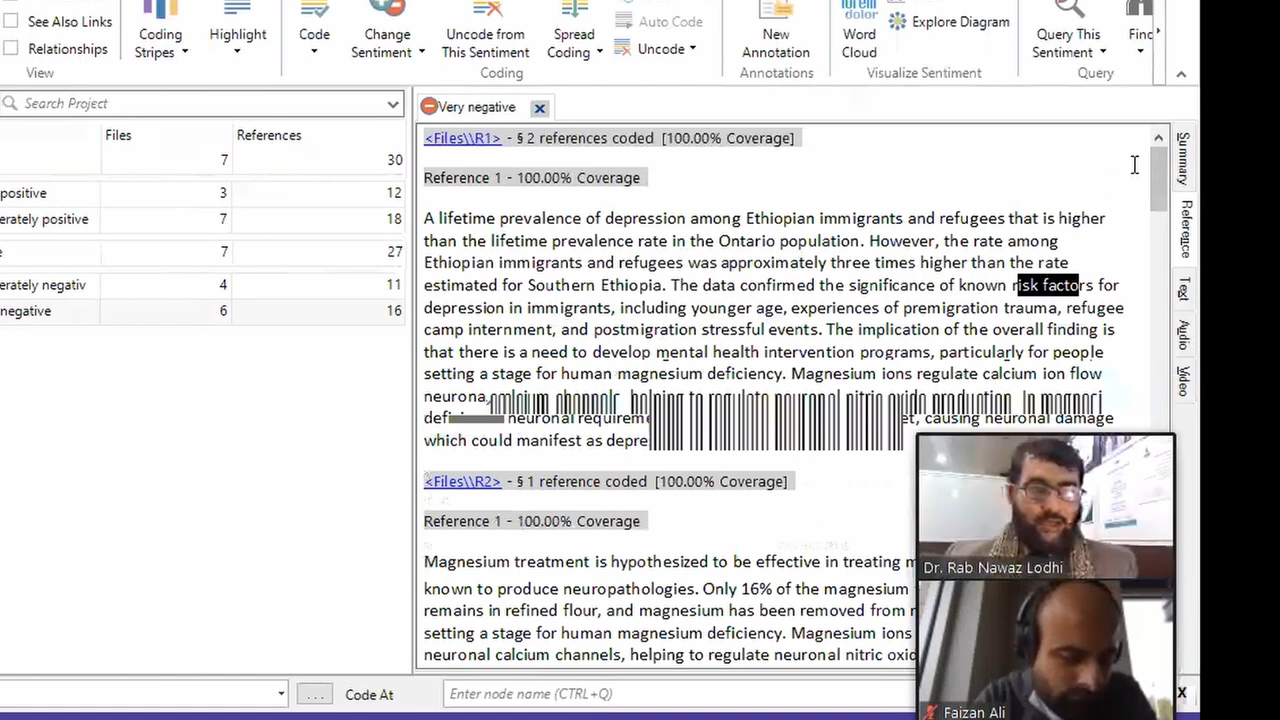 See Also Links
Relationships
View
Coding
Stripes
Highlight
Code
Change
Sentiment
Uncode from
This Sentiment
Spread
Coding
Auto Code
Uncode
Coding
New
Annotation
Annotations
Word
Cloud
Explore Diagram
Visualize Sentiment
Query This
Sentiment
Find
Query
Search Project
Files
References
7 30
positive 3 12
erately positive 7 18
e 7 27
erately negativ 4 11
negative 6 16
Very negative
<Files\\R1> - § 2 references coded [100.00% Coverage]
Reference 1 - 100.00% Coverage
A lifetime prevalence of depression among Ethiopian immigrants and refugees that is higher
than the lifetime prevalence rate in the Ontario population. However, the rate among
Ethiopian immigrants and refugees was approximately three times higher than the rate
estimated for Southern Ethiopia. The data confirmed the significance of known risk factors for
depression in immigrants, including younger age, experiences of premigration trauma, refugee
camp internment, and postmigration stressful events. The implication of the overall finding is
that there is a need to develop mental health intervention programs, particularly for people
setting a stage for human magnesium deficiency. Magnesium ions regulate calcium ion flow
neurona
neuronal requirem et, causing neuronal damage
which could manifest as depre
<Files\\R2> - § 1 reference coded [100.00% Coverage]
Reference 1 - 100.00% Coverage
Magnesium treatment is hypothesized to be effective in treating m
known to produce neuropathologies. Only 16% of the magnesium
remains in refined flour, and magnesium has been removed from
setting a stage for human magnesium deficiency. Magnesium ions
neuronal calcium channels, helping to regulate neuronal nitric oxid
Summary
Reference
Text
Audio
Video
Dr. Rab Nawaz Lodhi
Faizan Ali
...
Code At
Enter node name (CTRL+Q)
X